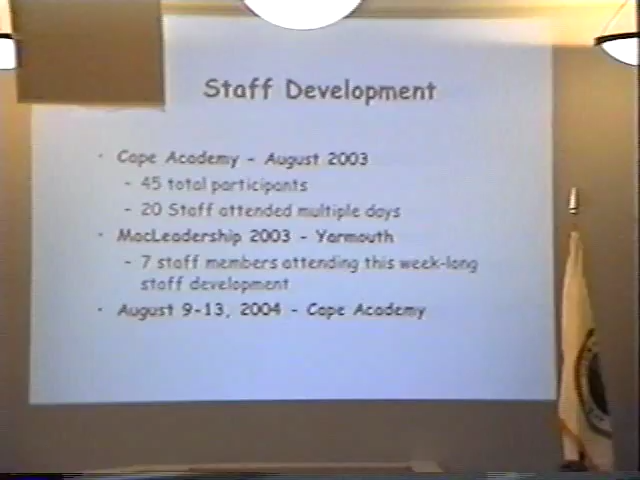 Staff Development
· Cape Academy - August 2003
- 45 total participants
- 20 Staff attended multiple days
· MacLeadership 2003 - Yarmouth
- 7 staff members attending this week-long
staff development
· August 9-13, 2004 - Cape Academy